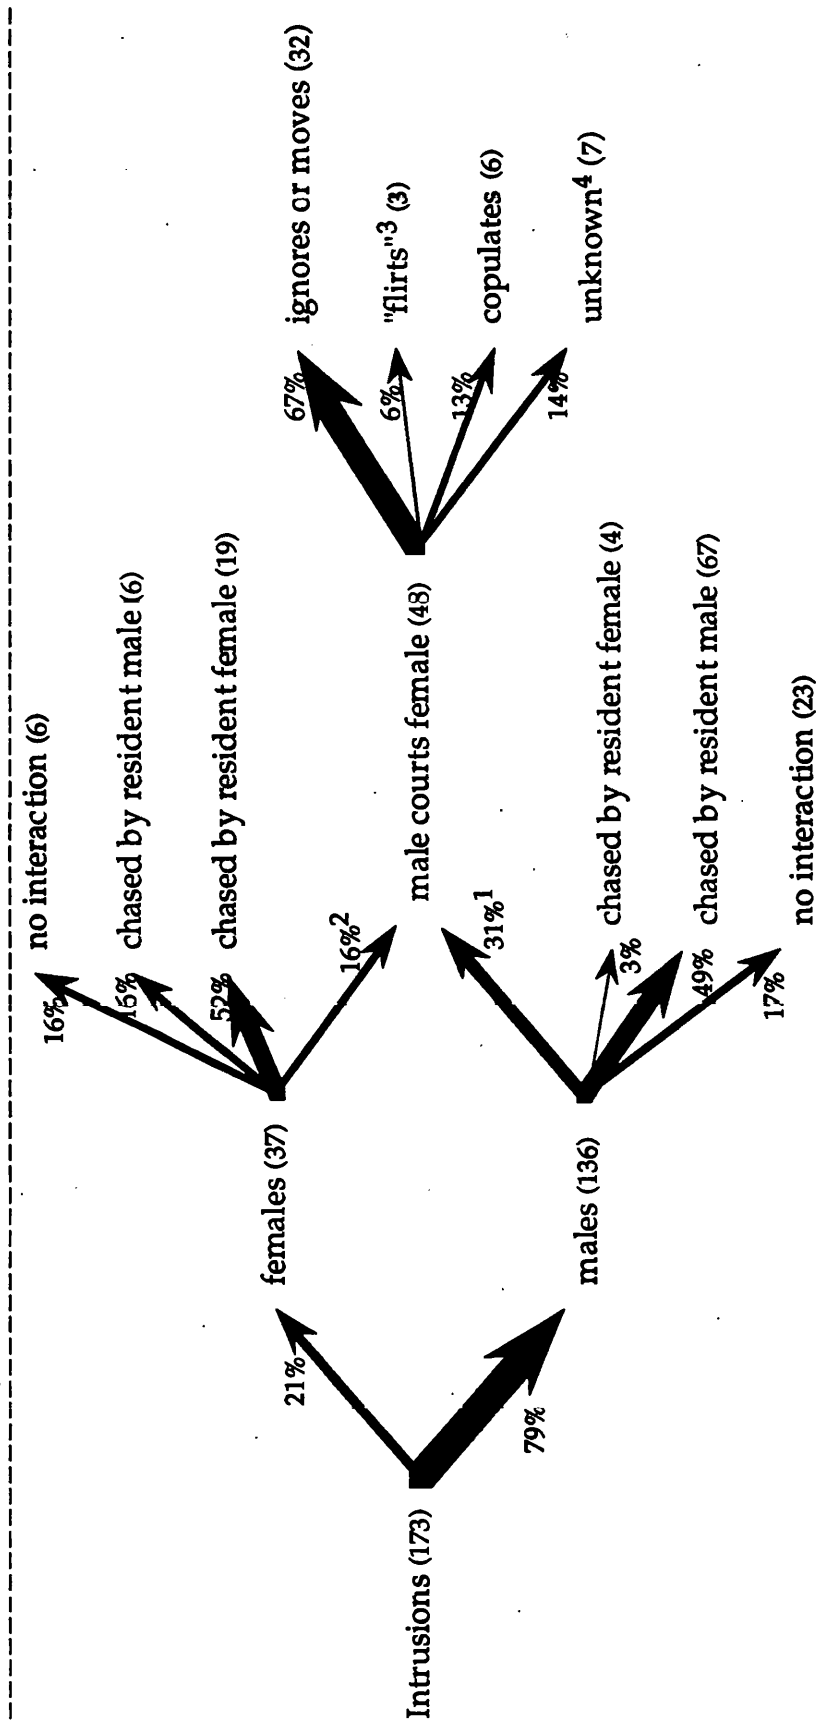 Intrusions (173)
21%
79%
females (37)
males (136)
16%
16%
52%
16%2
no interaction (6)
chased by resident male (6)
chased by resident female (19)
31%1
3%
49%
17%
male courts female (48)
chased by resident female (4)
chased by resident male (67)
no interaction (23)
67%
6%
13%
14%
ignores or moves (32)
"flirts"3 (3)
copulates (6)
unknown4 (7)